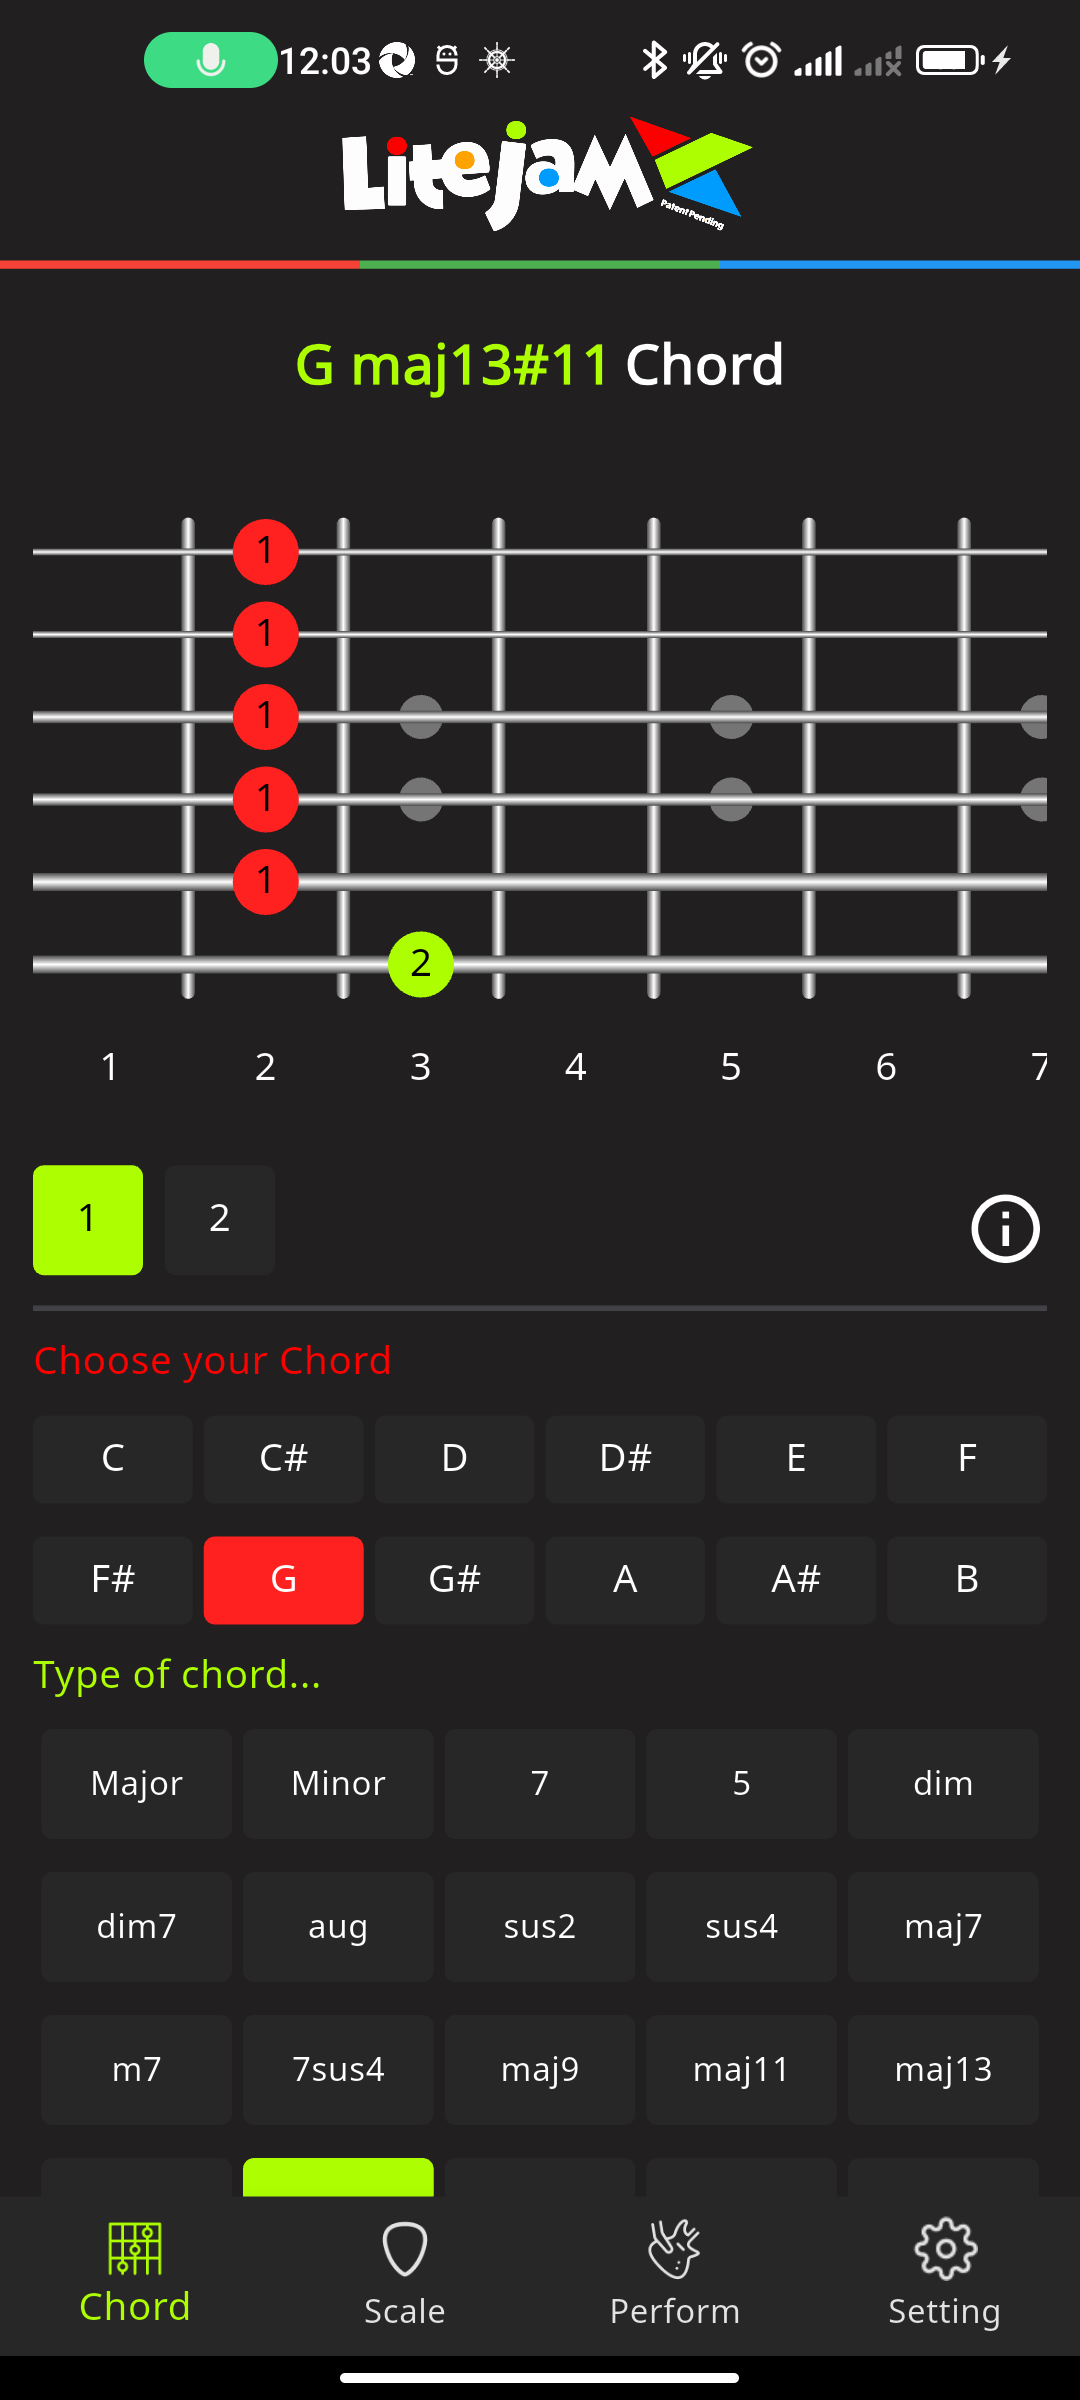 12:03
Litejam
Patent Pending
G maj13#11 Chord
1
1
1
1
1
2
1 2 3 4 5 6 7
1 2
Choose your Chord
C C# D D# E F
F# G G# A A# B
Type of chord...
Major Minor 7 5 dim
dim7 aug sus2 sus4 maj7
m7 7sus4 maj9 maj11 maj13
Chord Scale Perform Setting